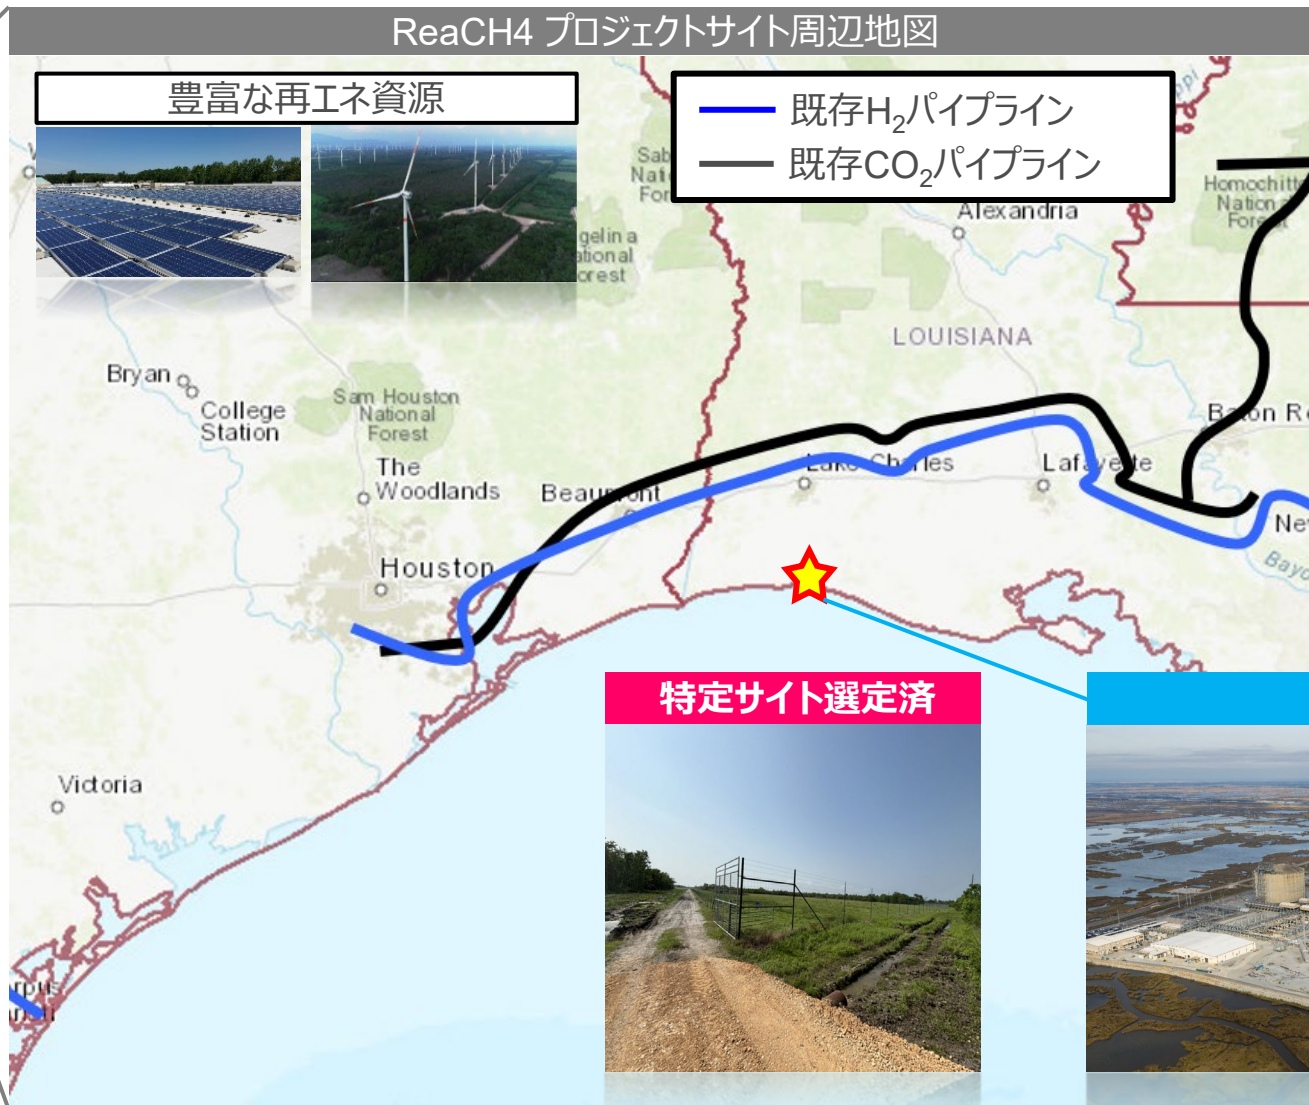 ReaCH4 プロジェクトサイト周辺地図
豊富な再エネ資源
既存H₂パイプライン
既存CO₂パイプライン
Alexandria
LOUISIANA
Bryan
College
Station
Sam Houston
National
Forest
The
Woodlands
Beaumont
Lake Charles
Lafayette
Houston
Victoria
特定サイト選定済